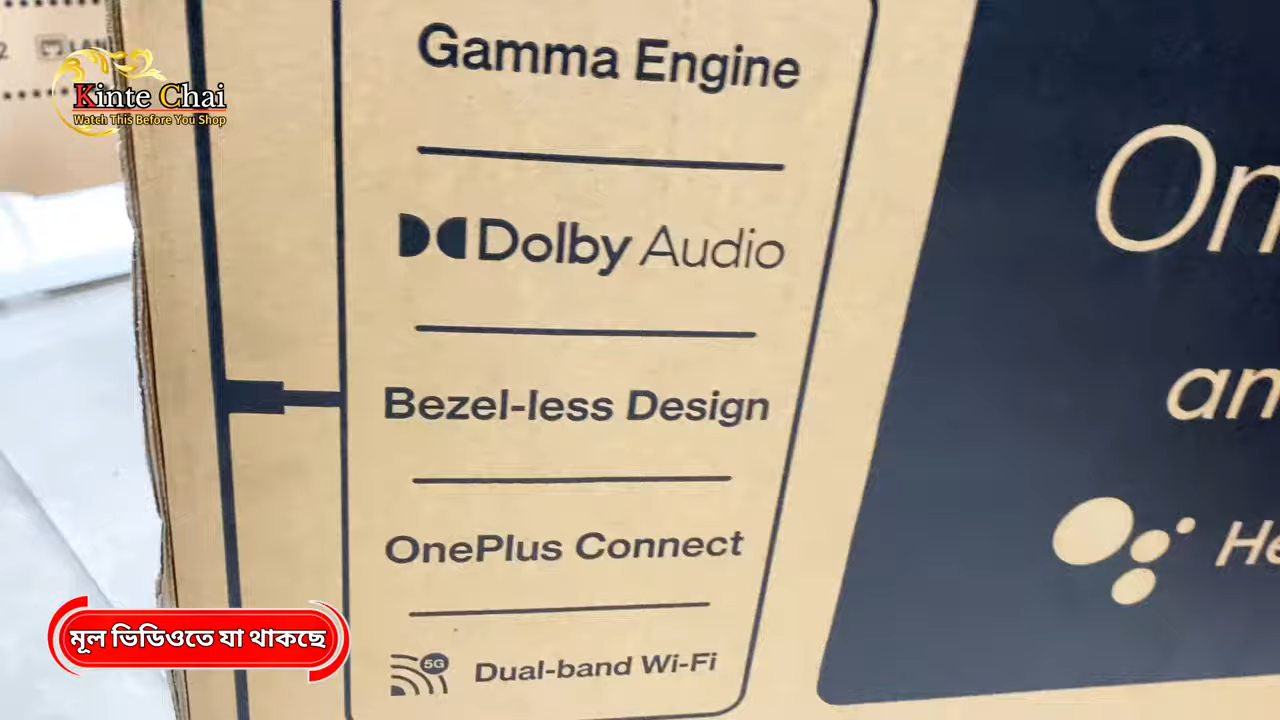 Gamma Engine
Dolby Audio
Bezel-less Design
OnePlus Connect
5G
Dual-band Wi-Fi
Kinte Chai
Watch This Before You Shop
মূল ভিডিওতে যা থাকছে